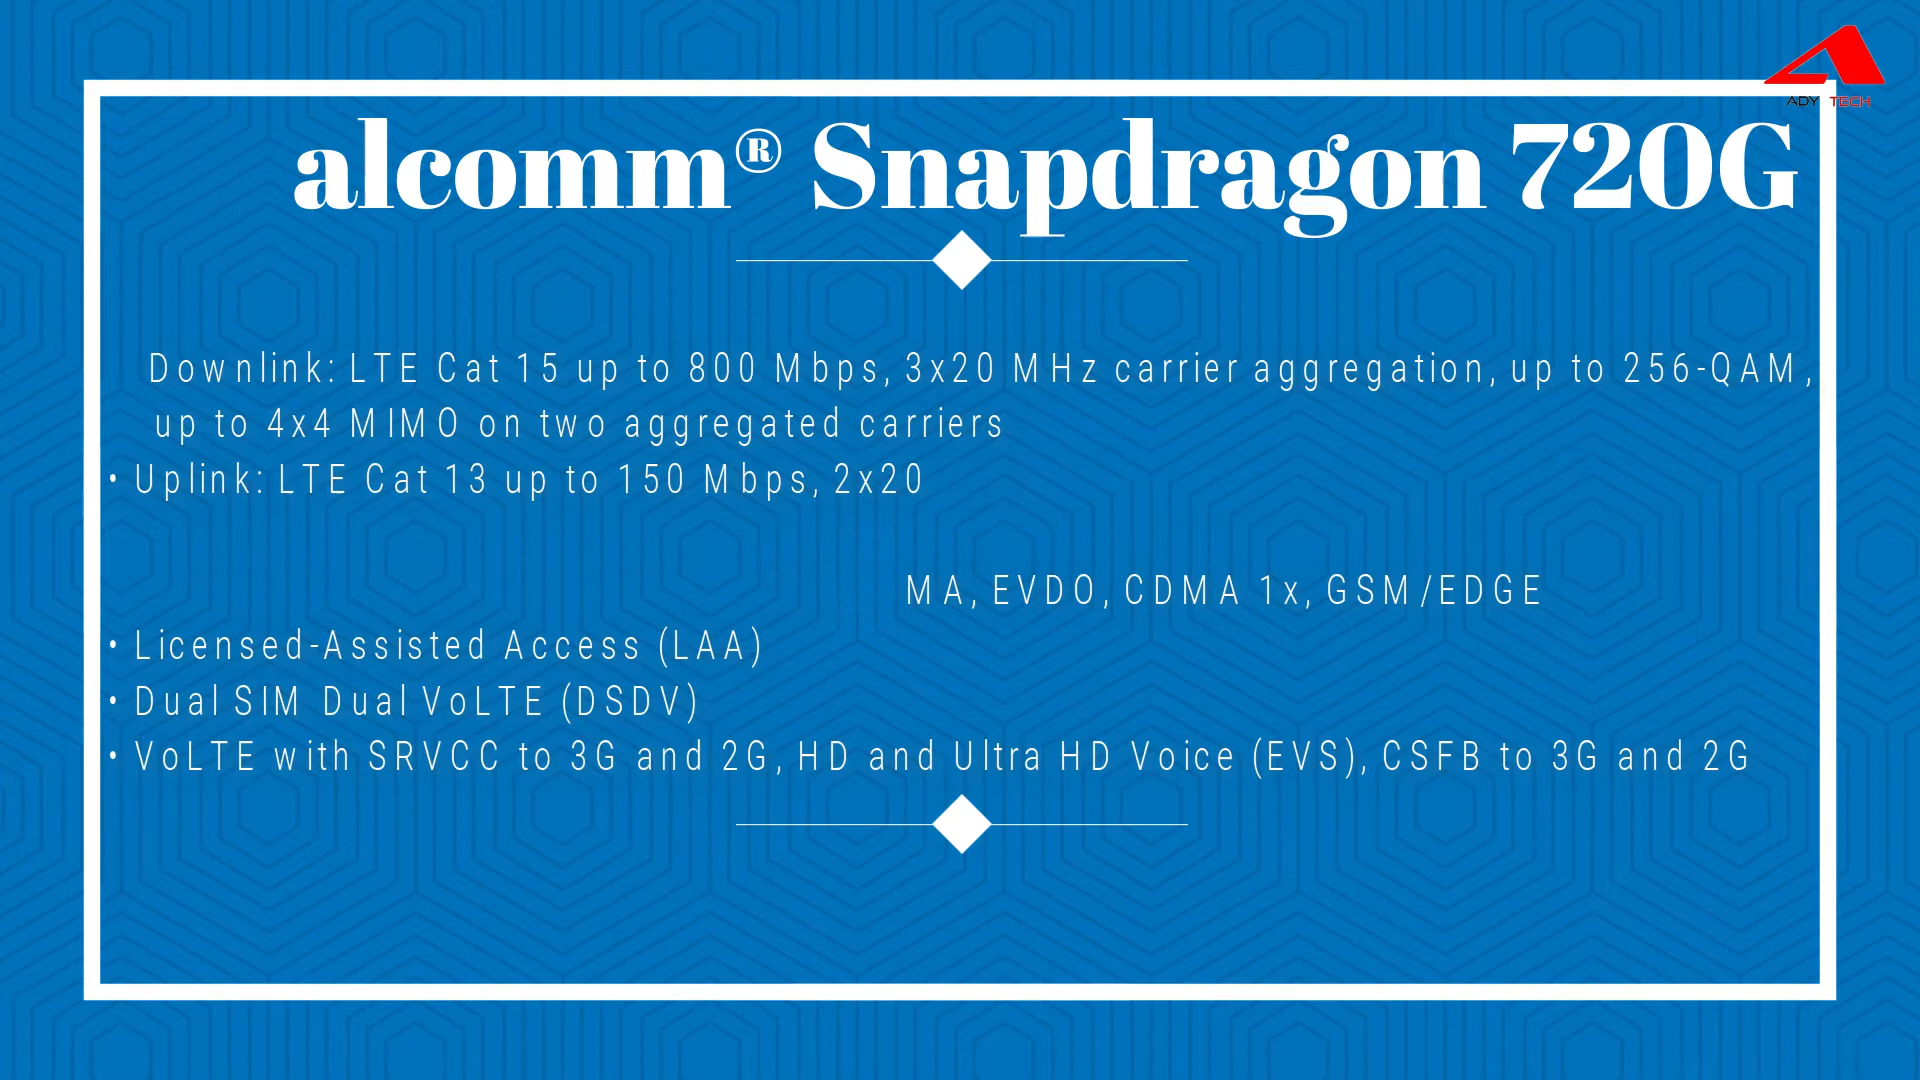 ADY TECH
alcomm® Snapdragon 720G
Downlink: LTE Cat 15 up to 800 Mbps, 3x20 MHz carrier aggregation, up to 256-QAM,
up to 4x4 MIMO on two aggregated carriers
• Uplink: LTE Cat 13 up to 150 Mbps, 2x20
MA, EVDO, CDMA 1x, GSM/EDGE
• Licensed-Assisted Access (LAA)
• Dual SIM Dual VoLTE (DSDV)
• VoLTE with SRVCC to 3G and 2G, HD and Ultra HD Voice (EVS), CSFB to 3G and 2G